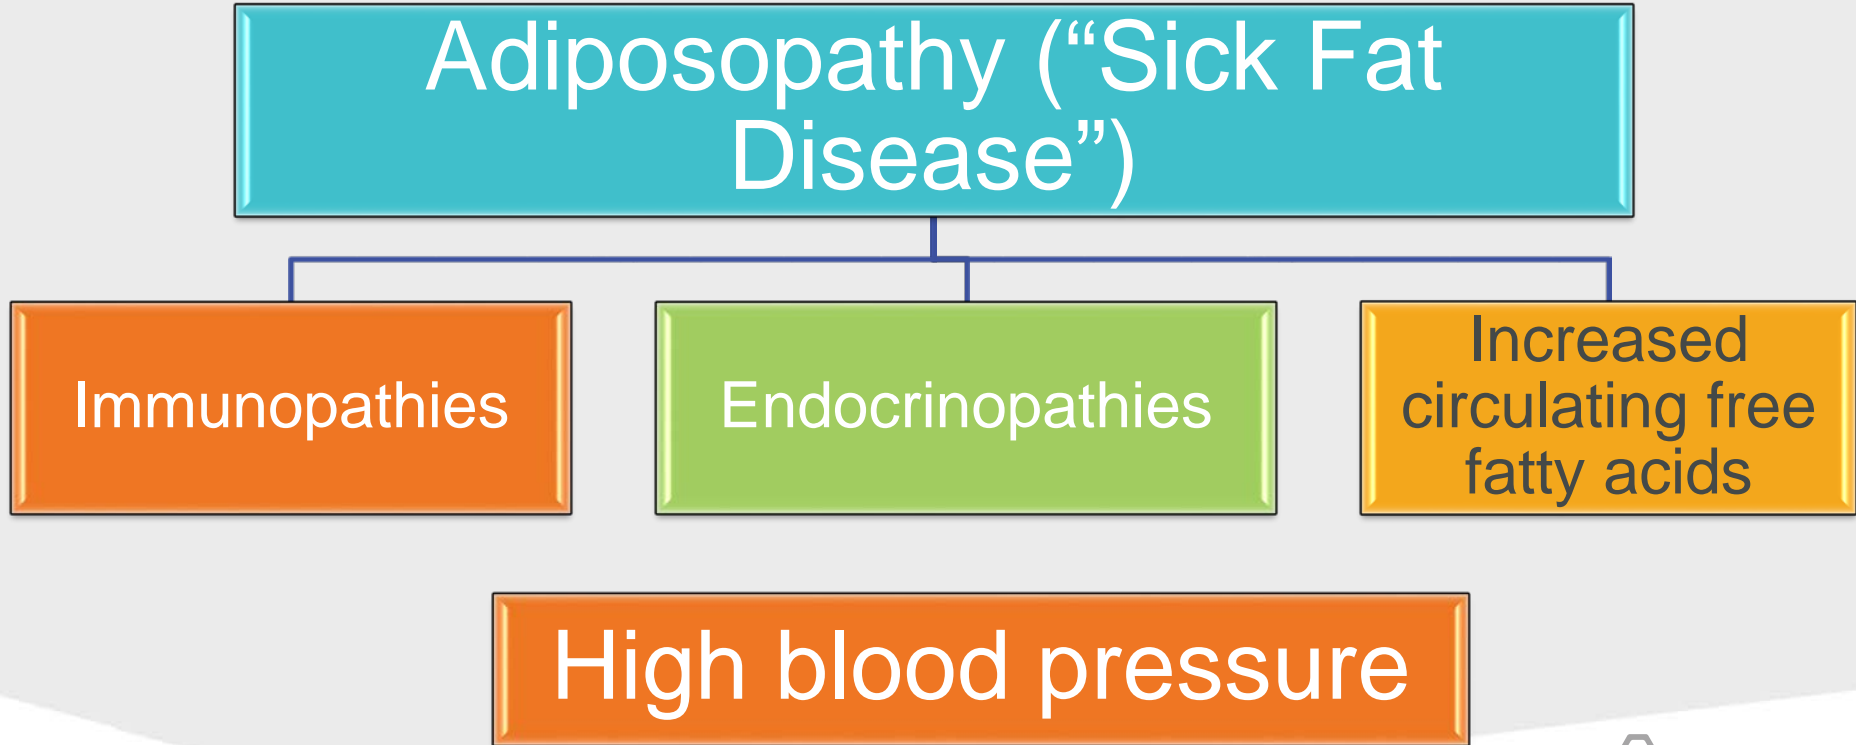 Adiposopathy (“Sick Fat
Disease”)
Immunopathies
Endocrinopathies
Increased
circulating free
fatty acids
High blood pressure